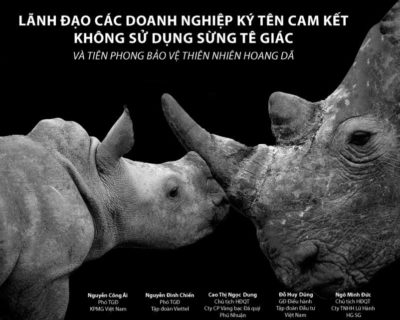 LÃNH ĐẠO CÁC DOANH NGHIỆP KÝ TÊN CAM KẾT
KHÔNG SỬ DỤNG SỪNG TÊ GIÁC
VÀ TIÊN PHONG BẢO VỆ THIÊN NHIÊN HOANG DÃ
Nguyễn Công Ái
Phó TGĐ
KPMG Việt Nam
Nguyễn Đình Chiến
Phó TGĐ
Tập đoàn Viettel
Cao Thị Ngọc Dung
Chủ tịch HĐQT
Cty CP Vàng bạc Đá quý
Phú Nhuận
Đỗ Huy Dũng
GĐ Điều hành
Tập đoàn Đầu tư
Việt Nam
Ngô Minh Đức
Chủ tịch HĐQT
Cty TNHH Lữ Hành
HG SG